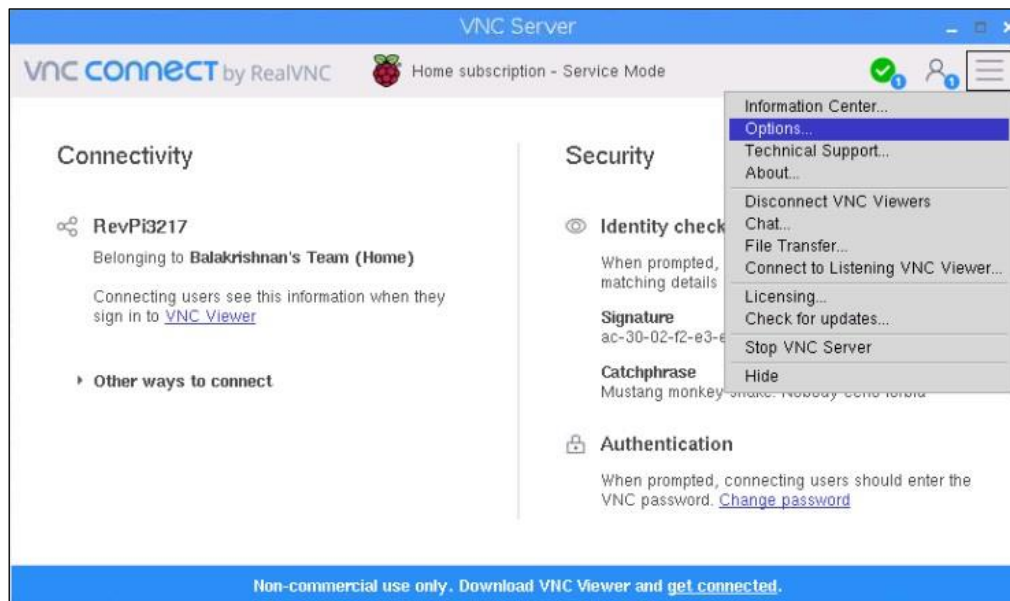 VNC Server
VNC CONNECT by RealVNC
Home subscription - Service Mode
1
1
Information Center...
Options...
Technical Support...
About...
Disconnect VNC Viewers
Chat...
File Transfer...
Connect to Listening VNC Viewer...
Licensing...
Check for updates...
Stop VNC Server
Hide
Connectivity
RevPi3217
Belonging to Balakrishnan's Team (Home)
Connecting users see this information when they
sign in to VNC Viewer
Other ways to connect
Security
Identity check
When prompted,
matching details
Signature
ac-30-02-f2-e3-e
Catchphrase
Mustang monkey
Authentication
When prompted, connecting users should enter the
VNC password. Change password
Non-commercial use only. Download VNC Viewer and get connected.